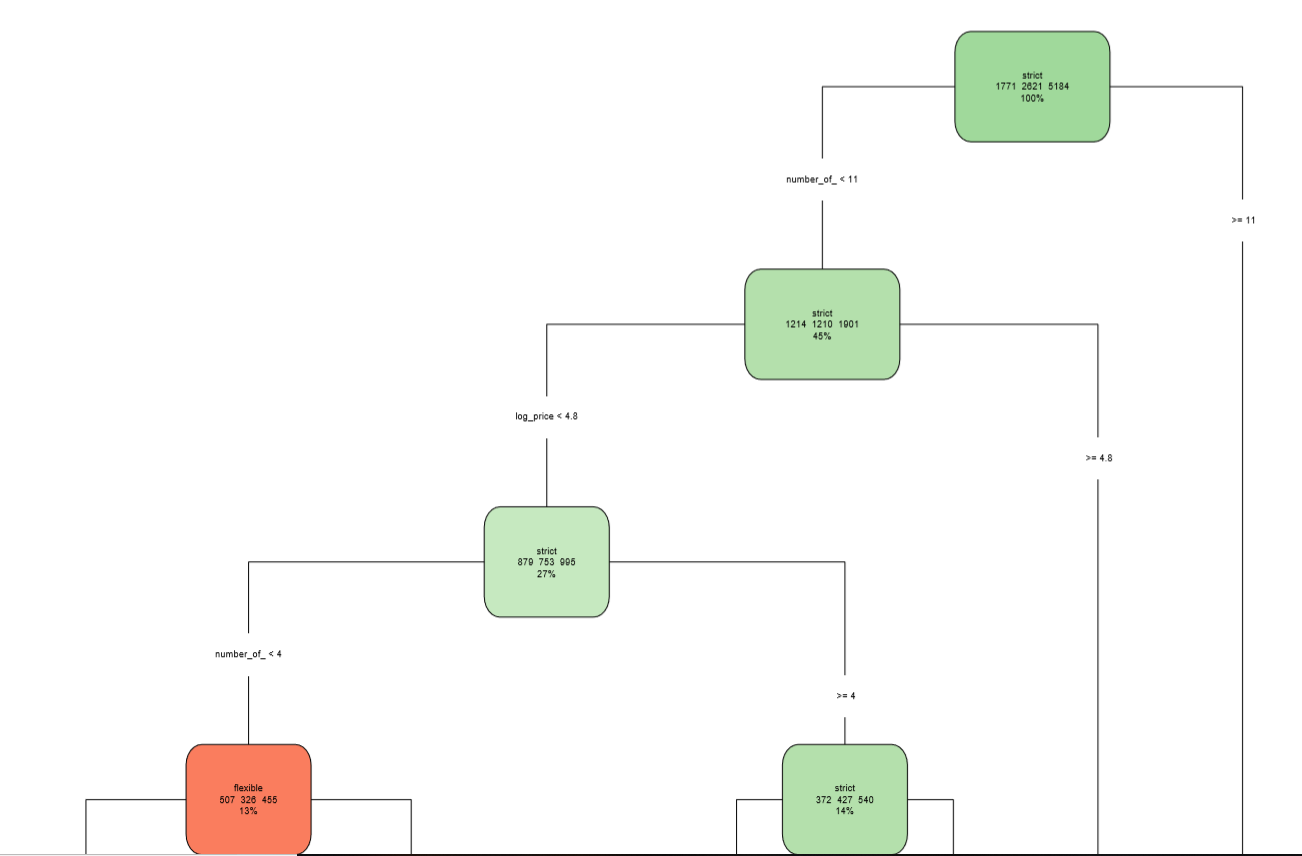 strict
1771 2621 5184
100%
number_of_ < 11
>= 11
strict
1214 1210 1901
45%
log_price < 4.8
>= 4.8
strict
879 753 995
27%
number_of_ < 4
>= 4
flexible
507 326 455
13%
strict
372 427 540
14%